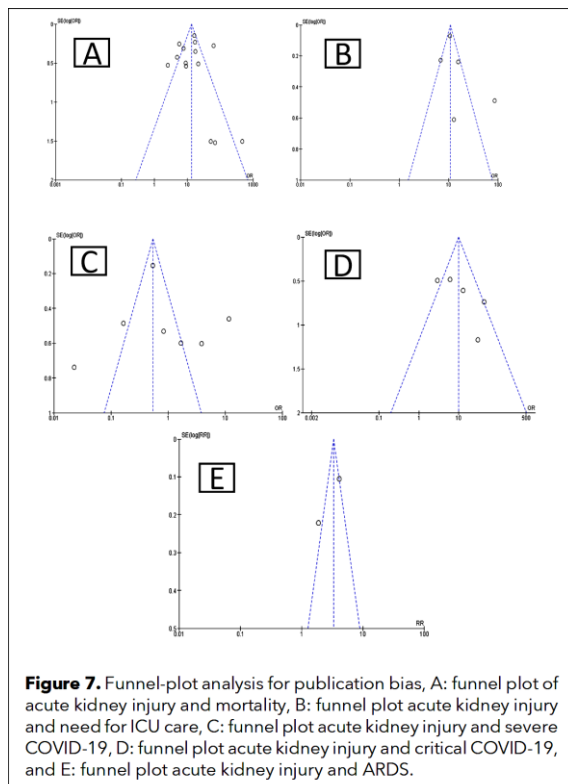 SE(log[OR])
A
0
0.5
1
1.5
2
0.001 0.1 10 1000
OR
SE(log[OR])
B
0
0.2
0.4
0.6
0.8
1
0.01 0.1 1 10 100
OR
SE(log[OR])
C
0
0.2
0.4
0.6
0.8
1
0.01 0.1 1 10 100
OR
SE(log[OR])
D
0
0.5
1
1.5
2
0.002 0.1 1 10 500
OR
SE(log[RR])
E
0
0.1
0.2
0.3
0.4
0.5
0.01 0.1 1 10 100
RR
Figure 7. Funnel-plot analysis for publication bias, A: funnel plot of
acute kidney injury and mortality, B: funnel plot acute kidney injury
and need for ICU care, C: funnel plot acute kidney injury and severe
COVID-19, D: funnel plot acute kidney injury and critical COVID-19,
and E: funnel plot acute kidney injury and ARDS.